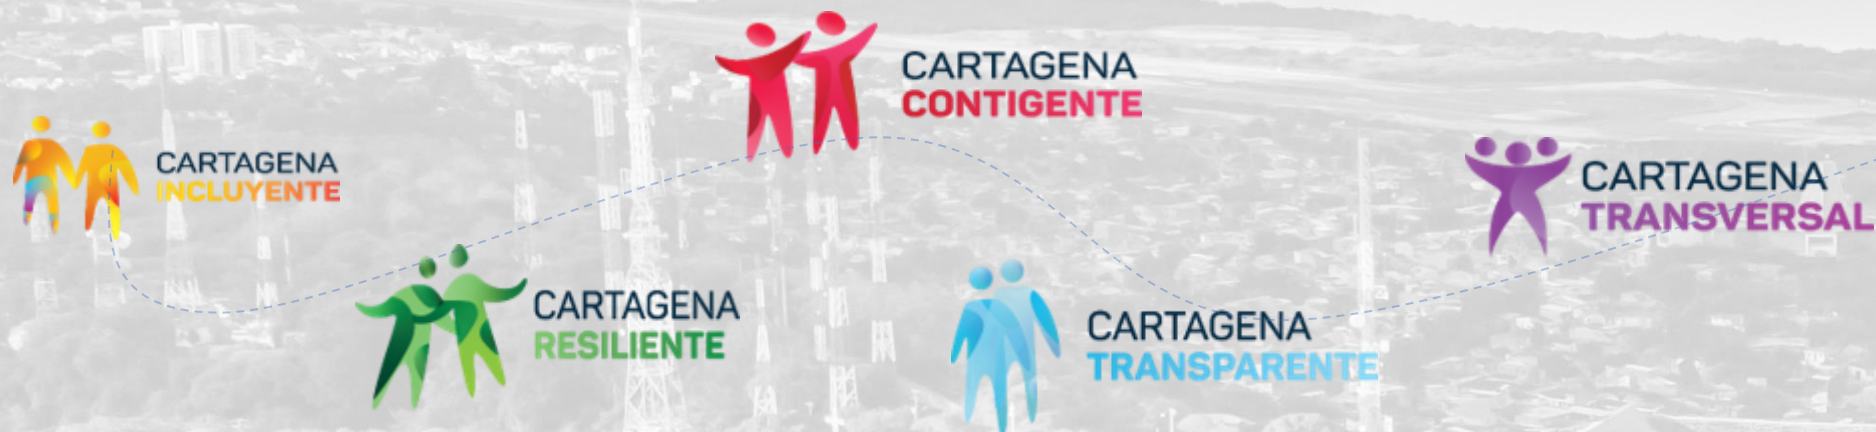 CARTAGENA
INCLUYENTE
CARTAGENA
RESILIENTE
CARTAGENA
CONTIGENTE
CARTAGENA
TRANSPARENTE
CARTAGENA
TRANSVERSAL